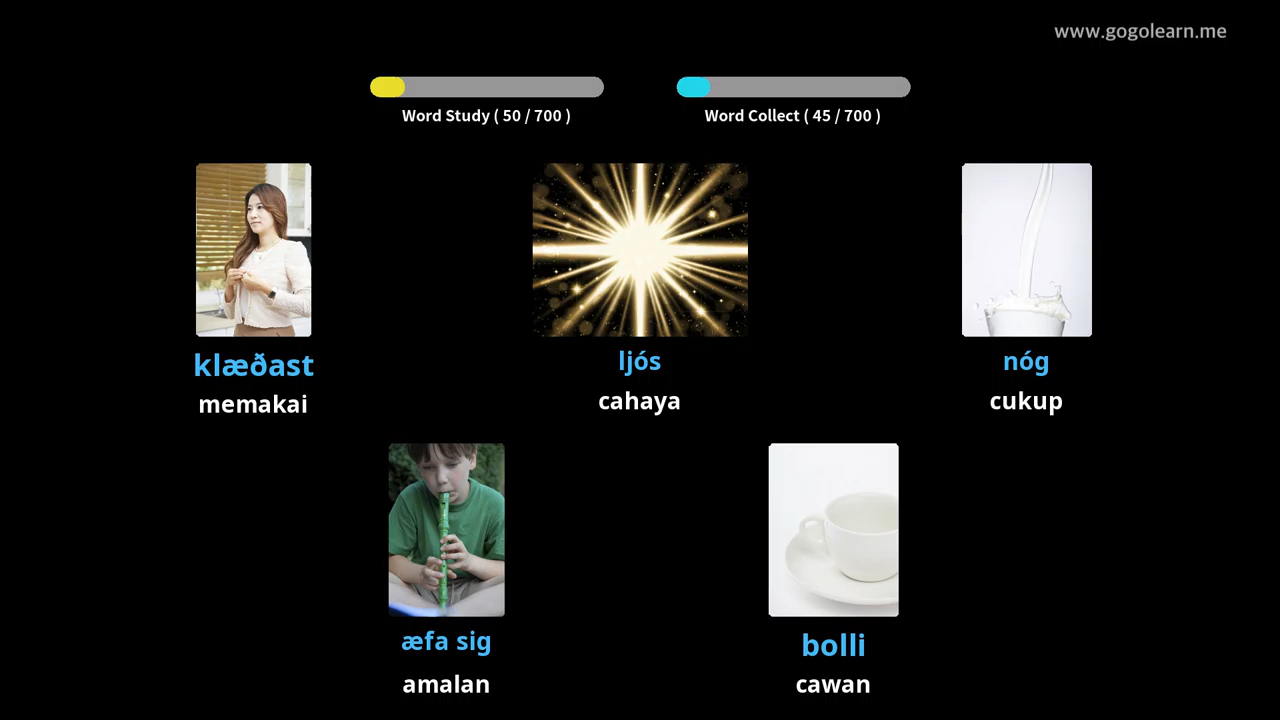 www.gogolearn.me
Word Study ( 50 / 700 )
Word Collect ( 45 / 700 )
klæðast
memakai
ljós
cahaya
nóg
cukup
æfa sig
amalan
bolli
cawan